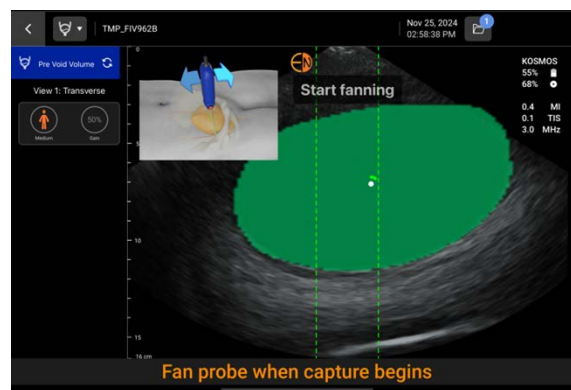 TMP_FIV962B
Nov 25, 2024
02:58:38 PM
1
Pre Void Volume
View 1: Transverse
Medium
50%
Gain
Start fanning
KOSMOS
55%
68%
0.4 MI
0.1 TIS
3.0 MHz
0
5
10
15
16 cm
Fan probe when capture begins